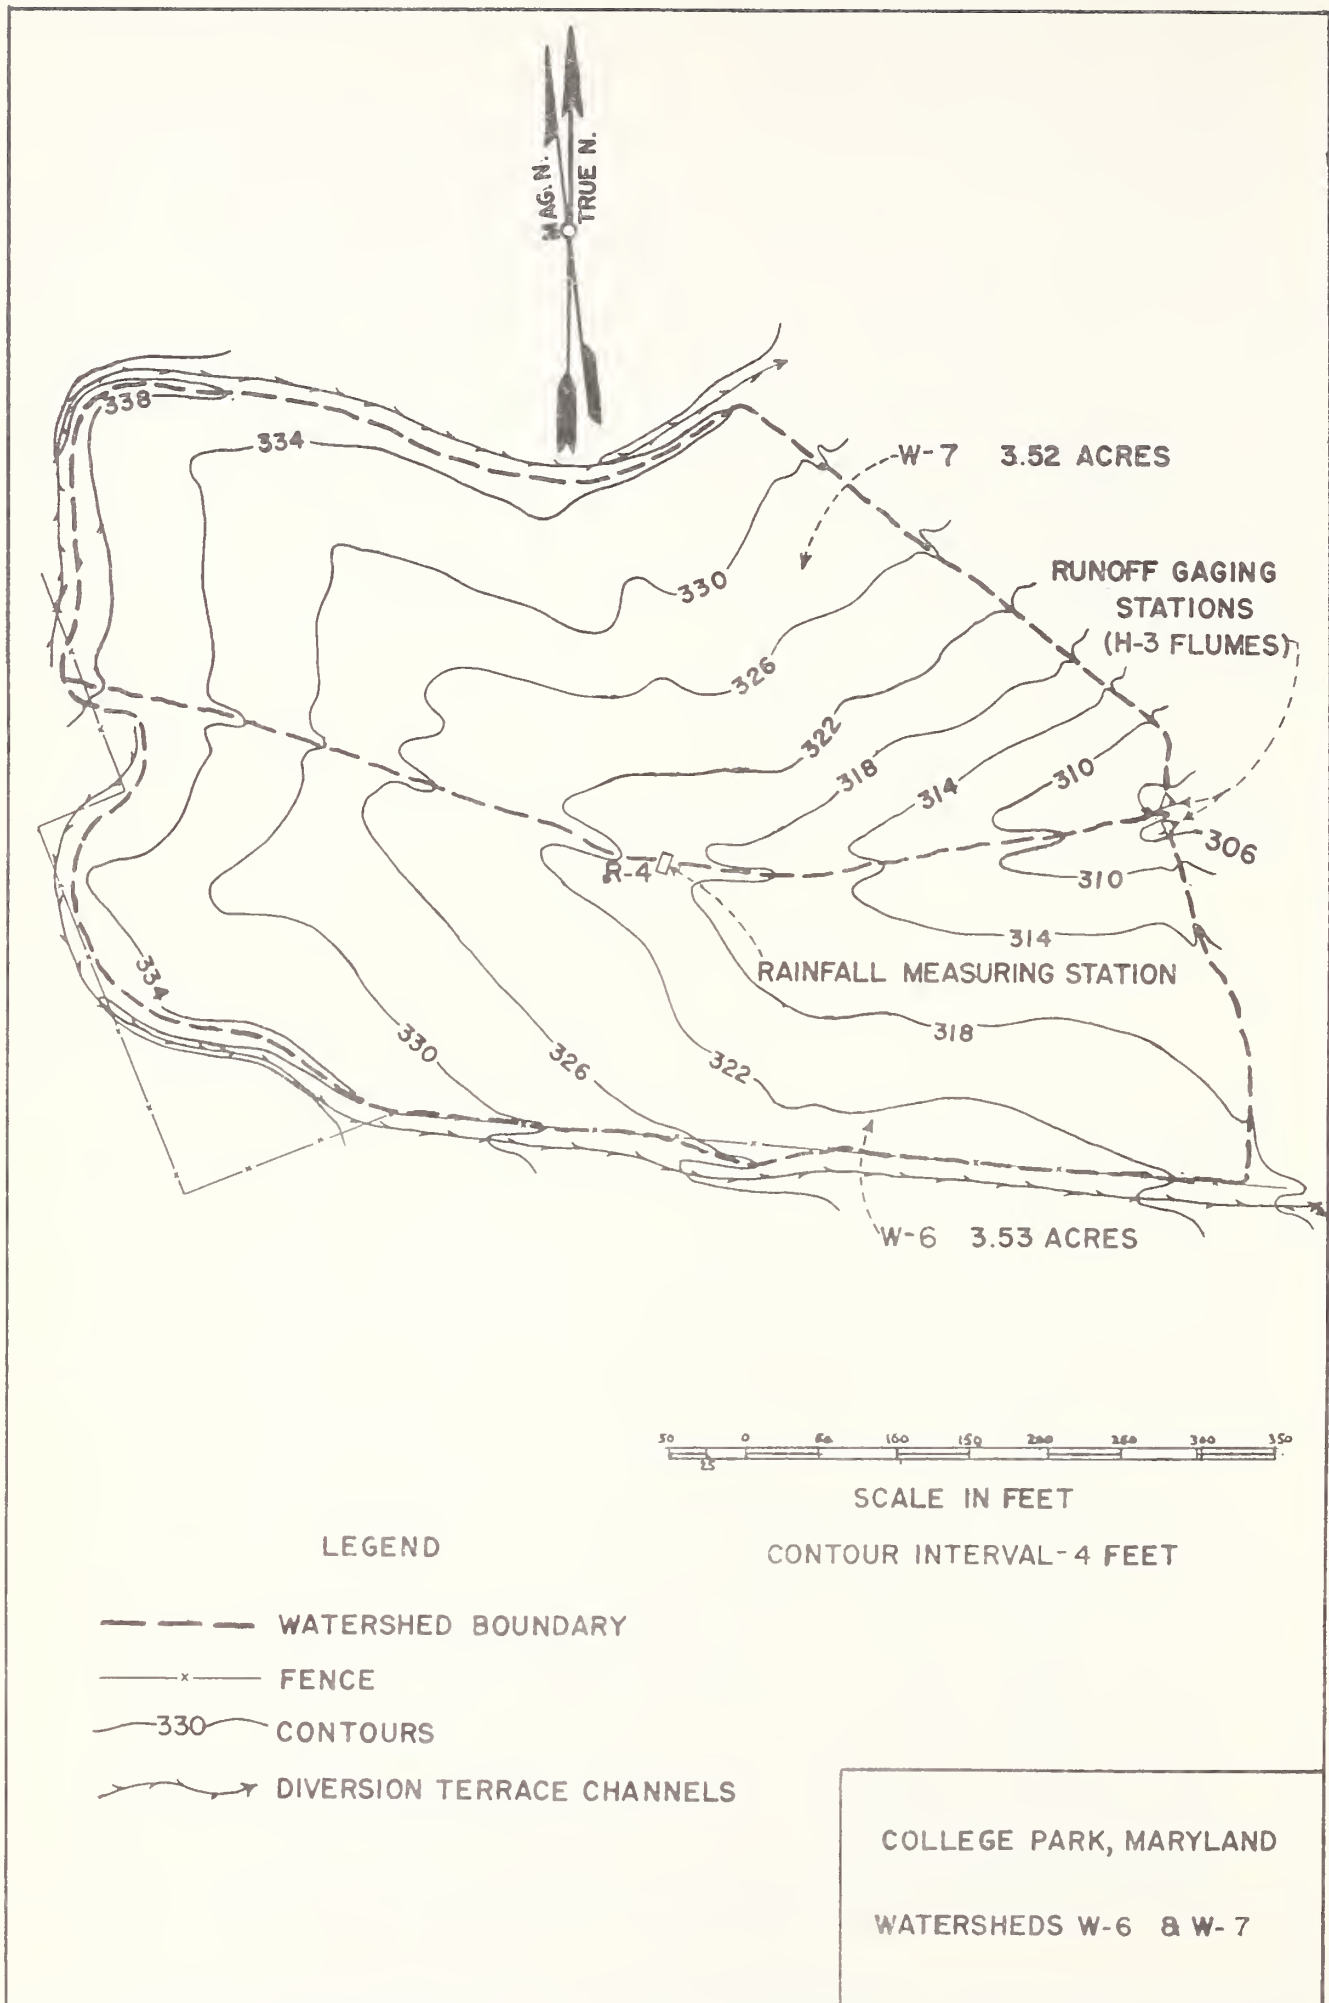 MAG. N.
TRUE N.
338
334
W-7 3.52 ACRES
330
RUNOFF GAGING
STATIONS
(H-3 FLUMES)
326
322
318
314
310
306
R-4
310
314
RAINFALL MEASURING STATION
334
330
326
322
318
W-6 3.53 ACRES
50 0 50 100 150 200 250 300 350
25
SCALE IN FEET
CONTOUR INTERVAL-4 FEET
LEGEND
WATERSHED BOUNDARY
FENCE
330 CONTOURS
DIVERSION TERRACE CHANNELS
COLLEGE PARK, MARYLAND
WATERSHEDS W-6 & W-7